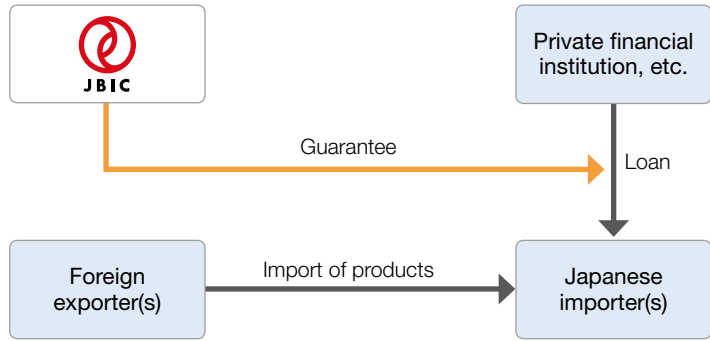 JBIC
Private financial
institution, etc.
Guarantee
Loan
Foreign
exporter(s)
Import of products
Japanese
importer(s)